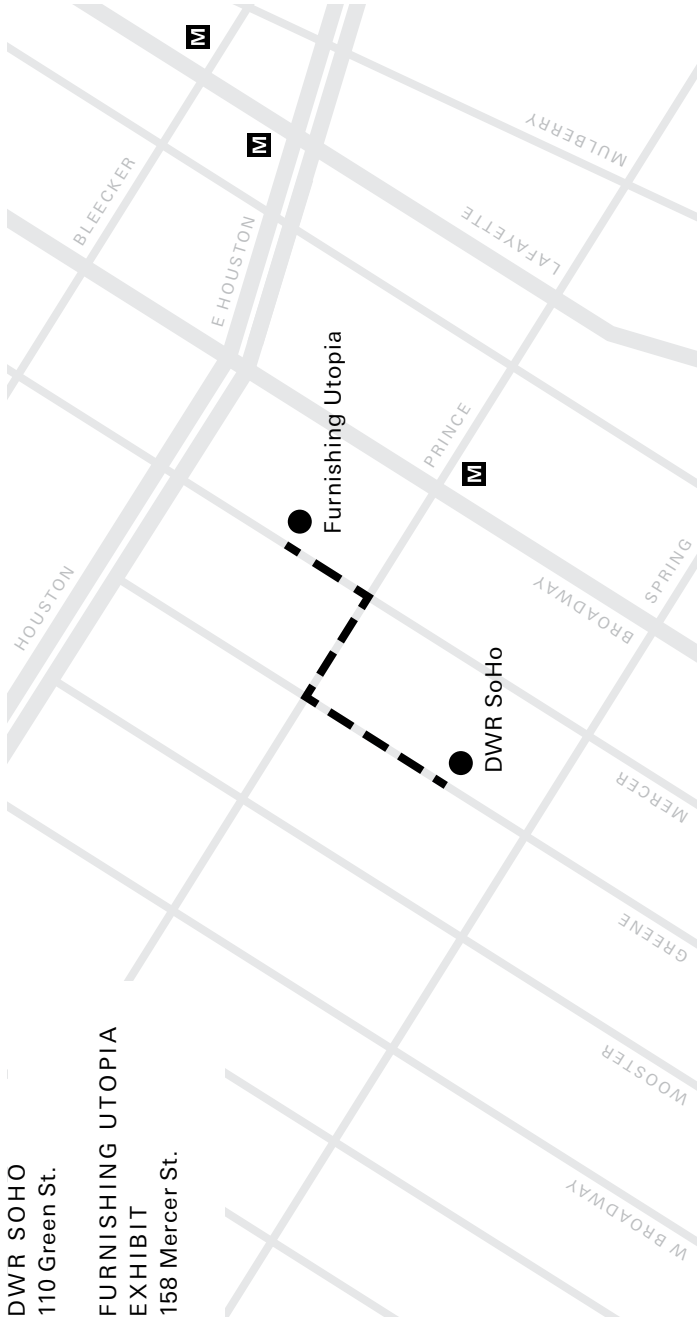 DWR SOHO
110 Green St.
FURNISHING UTOPIA
EXHIBIT
158 Mercer St.
HOUSTON
BLEECKER
E HOUSTON
M
M
Furnishing Utopia
DWR SoHo
PRINCE
M
SPRING
MULBERRY
LAFAYETTE
BROADWAY
MERCER
GREENE
WOOSTER
W BROADWAY